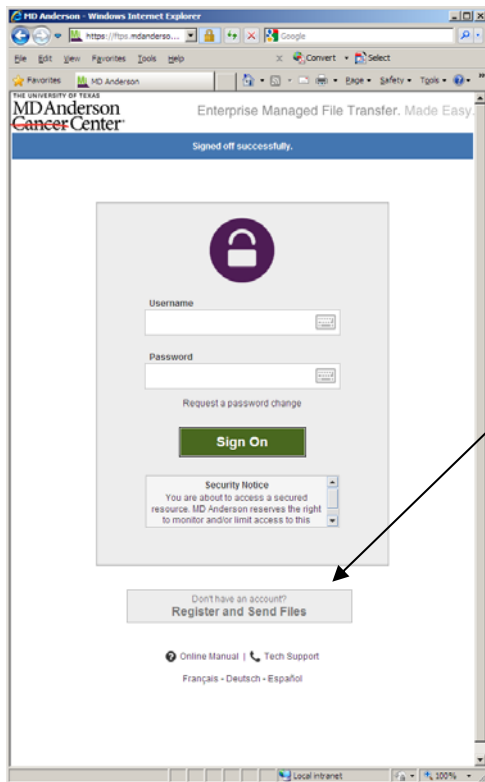 MD Anderson - Windows Internet Explorer
https://ftps.mdanderso...
Google
File Edit View Favorites Tools Help
x Convert Select
Favorites MD Anderson
Page Safety Tools
THE UNIVERSITY OF TEXAS
MD Anderson
Cancer Center
Enterprise Managed File Transfer. Made Easy.
Signed off successfully.
Username
Password
Request a password change
Sign On
Security Notice
You are about to access a secured
resource. MD Anderson reserves the right
to monitor and/or limit access to this
Don't have an account?
Register and Send Files
Online Manual | Tech Support
Français - Deutsch - Español
Local intranet
100%